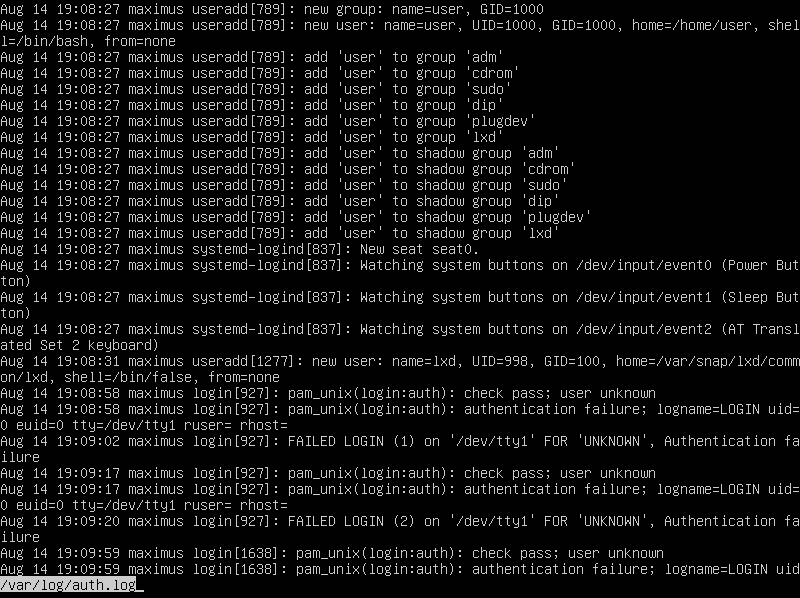 Aug 14 19:08:27 maximus useradd[789]: new group: name=user, GID=1000
Aug 14 19:08:27 maximus useradd[789]: new user: name=user, UID=1000, GID=1000, home=/home/user, shel
l=/bin/bash, from=none
Aug 14 19:08:27 maximus useradd[789]: add 'user' to group 'adm'
Aug 14 19:08:27 maximus useradd[789]: add 'user' to group 'cdrom'
Aug 14 19:08:27 maximus useradd[789]: add 'user' to group 'sudo'
Aug 14 19:08:27 maximus useradd[789]: add 'user' to group 'dip'
Aug 14 19:08:27 maximus useradd[789]: add 'user' to group 'plugdev'
Aug 14 19:08:27 maximus useradd[789]: add 'user' to group 'lxd'
Aug 14 19:08:27 maximus useradd[789]: add 'user' to shadow group 'adm'
Aug 14 19:08:27 maximus useradd[789]: add 'user' to shadow group 'cdrom'
Aug 14 19:08:27 maximus useradd[789]: add 'user' to shadow group 'sudo'
Aug 14 19:08:27 maximus useradd[789]: add 'user' to shadow group 'dip'
Aug 14 19:08:27 maximus useradd[789]: add 'user' to shadow group 'plugdev'
Aug 14 19:08:27 maximus useradd[789]: add 'user' to shadow group 'lxd'
Aug 14 19:08:27 maximus systemd-logind[837]: New seat seat0.
Aug 14 19:08:27 maximus systemd-logind[837]: Watching system buttons on /dev/input/event0 (Power But
ton)
Aug 14 19:08:27 maximus systemd-logind[837]: Watching system buttons on /dev/input/event1 (Sleep But
ton)
Aug 14 19:08:27 maximus systemd-logind[837]: Watching system buttons on /dev/input/event2 (AT Transl
ated Set 2 keyboard)
Aug 14 19:08:31 maximus useradd[1277]: new user: name=lxd, UID=998, GID=100, home=/var/snap/lxd/comm
on/lxd, shell=/bin/false, from=none
Aug 14 19:08:58 maximus login[927]: pam_unix(login:auth): check pass; user unknown
Aug 14 19:08:58 maximus login[927]: pam_unix(login:auth): authentication failure; logname=LOGIN uid=
0 euid=0 tty=/dev/tty1 ruser= rhost=
Aug 14 19:09:02 maximus login[927]: FAILED LOGIN (1) on '/dev/tty1' FOR 'UNKNOWN', Authentication fa
ilure
Aug 14 19:09:17 maximus login[927]: pam_unix(login:auth): check pass; user unknown
Aug 14 19:09:17 maximus login[927]: pam_unix(login:auth): authentication failure; logname=LOGIN uid=
0 euid=0 tty=/dev/tty1 ruser= rhost=
Aug 14 19:09:20 maximus login[927]: FAILED LOGIN (2) on '/dev/tty1' FOR 'UNKNOWN', Authentication fa
ilure
Aug 14 19:09:59 maximus login[1638]: pam_unix(login:auth): check pass; user unknown
Aug 14 19:09:59 maximus login[1638]: pam_unix(login:auth): authentication failure; logname=LOGIN uid
/var/log/auth.log